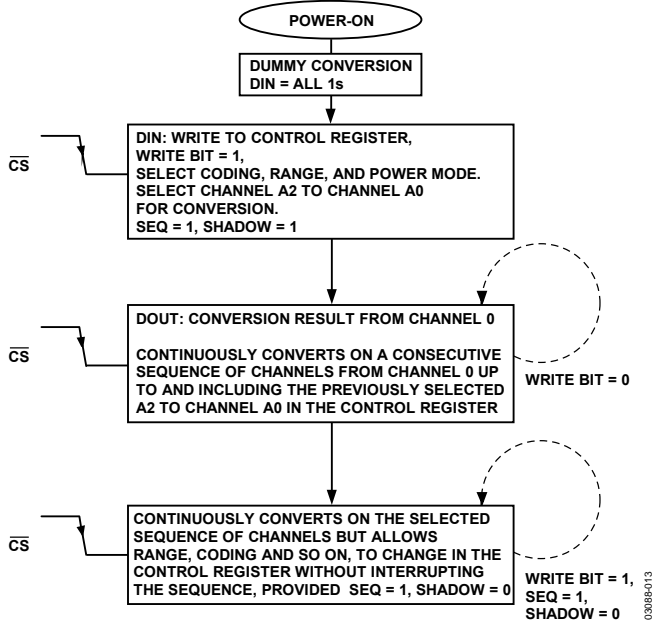 POWER-ON
DUMMY CONVERSION
DIN = ALL 1s
CS
DIN: WRITE TO CONTROL REGISTER,
WRITE BIT = 1,
SELECT CODING, RANGE, AND POWER MODE.
SELECT CHANNEL A2 TO CHANNEL A0
FOR CONVERSION.
SEQ = 1, SHADOW = 1
CS
DOUT: CONVERSION RESULT FROM CHANNEL 0
CONTINUOUSLY CONVERTS ON A CONSECUTIVE
SEQUENCE OF CHANNELS FROM CHANNEL 0 UP
TO AND INCLUDING THE PREVIOUSLY SELECTED
A2 TO CHANNEL A0 IN THE CONTROL REGISTER
WRITE BIT = 0
CS
CONTINUOUSLY CONVERTS ON THE SELECTED
SEQUENCE OF CHANNELS BUT ALLOWS
RANGE, CODING AND SO ON, TO CHANGE IN THE
CONTROL REGISTER WITHOUT INTERRUPTING
THE SEQUENCE, PROVIDED SEQ = 1, SHADOW = 0
WRITE BIT = 1,
SEQ = 1,
SHADOW = 0
03088-013